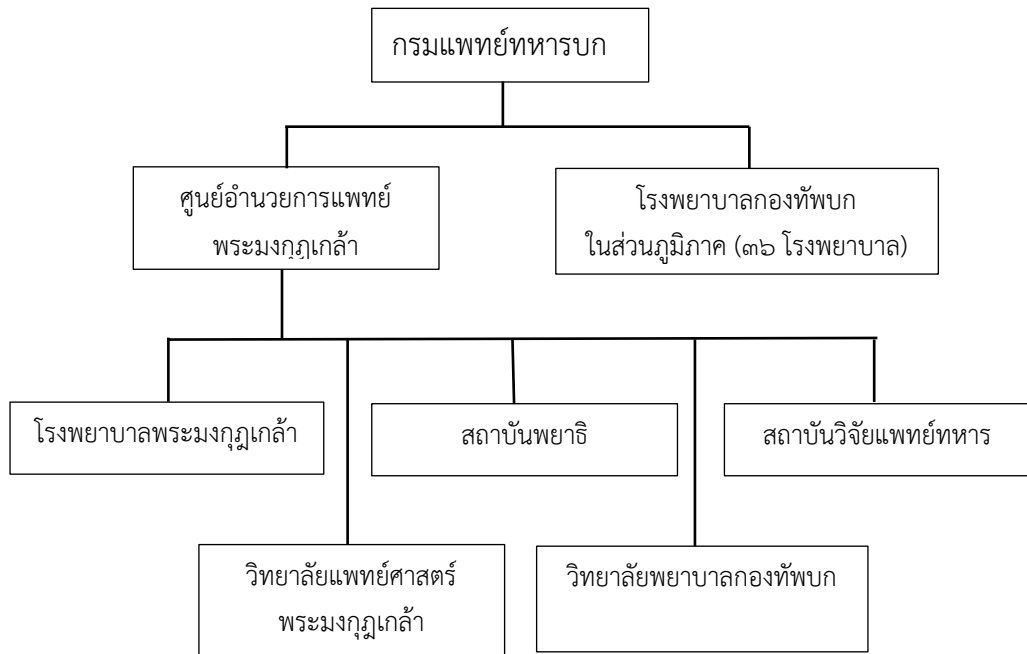 กรมแพทย์ทหารบก
ศูนย์อำนวยการแพทย์
พระมงกุฎเกล้า
โรงพยาบาลกองทัพบก
ในส่วนภูมิภาค (๓๖ โรงพยาบาล)
โรงพยาบาลพระมงกุฎเกล้า
สถาบันพยาธิ
สถาบันวิจัยแพทย์ทหาร
วิทยาลัยแพทย์ศาสตร์
พระมงกุฎเกล้า
วิทยาลัยพยาบาลกองทัพบก